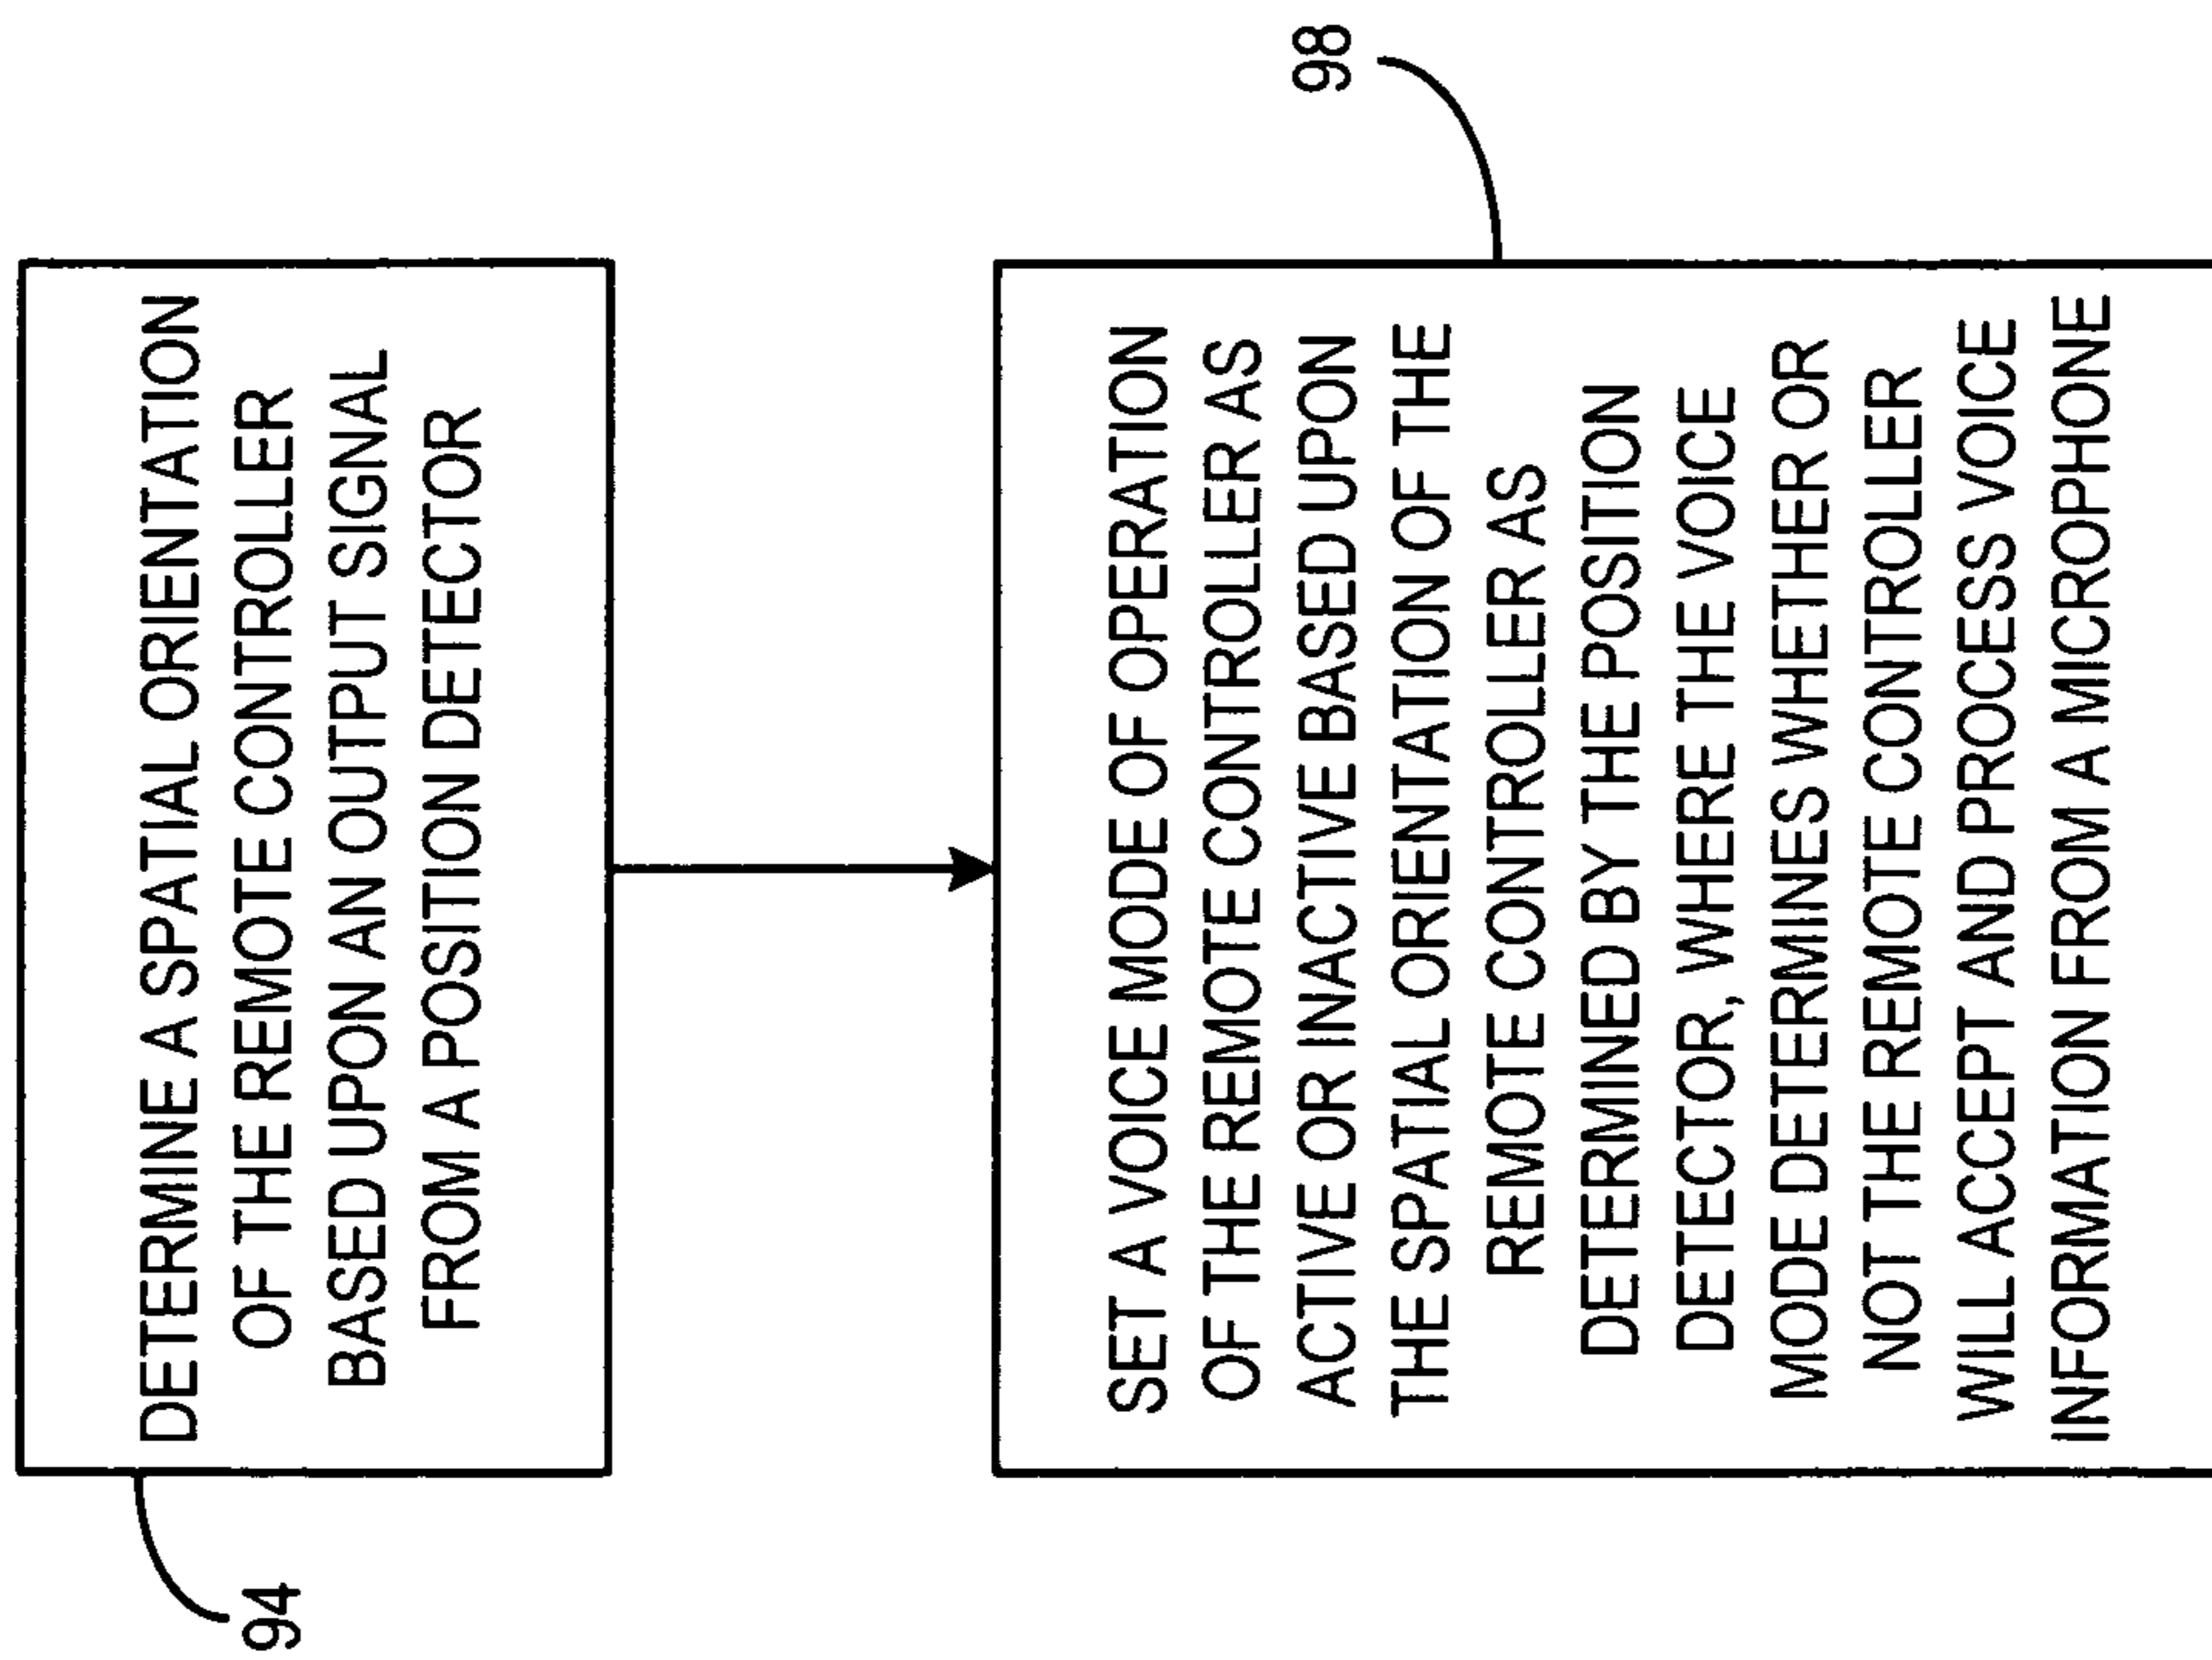 94
DETERMINE A SPATIAL ORIENTATION
OF THE REMOTE CONTROLLER
BASED UPON AN OUTPUT SIGNAL
FROM A POSITION DETECTOR
98
SET A VOICE MODE OF OPERATION
OF THE REMOTE CONTROLLER AS
ACTIVE OR INACTIVE BASED UPON
THE SPATIAL ORIENTATION OF THE
REMOTE CONTROLLER AS
DETERMINED BY THE POSITION
DETECTOR, WHERE THE VOICE
MODE DETERMINES WHETHER OR
NOT THE REMOTE CONTROLLER
WILL ACCEPT AND PROCESS VOICE
INFORMATION FROM A MICROPHONE